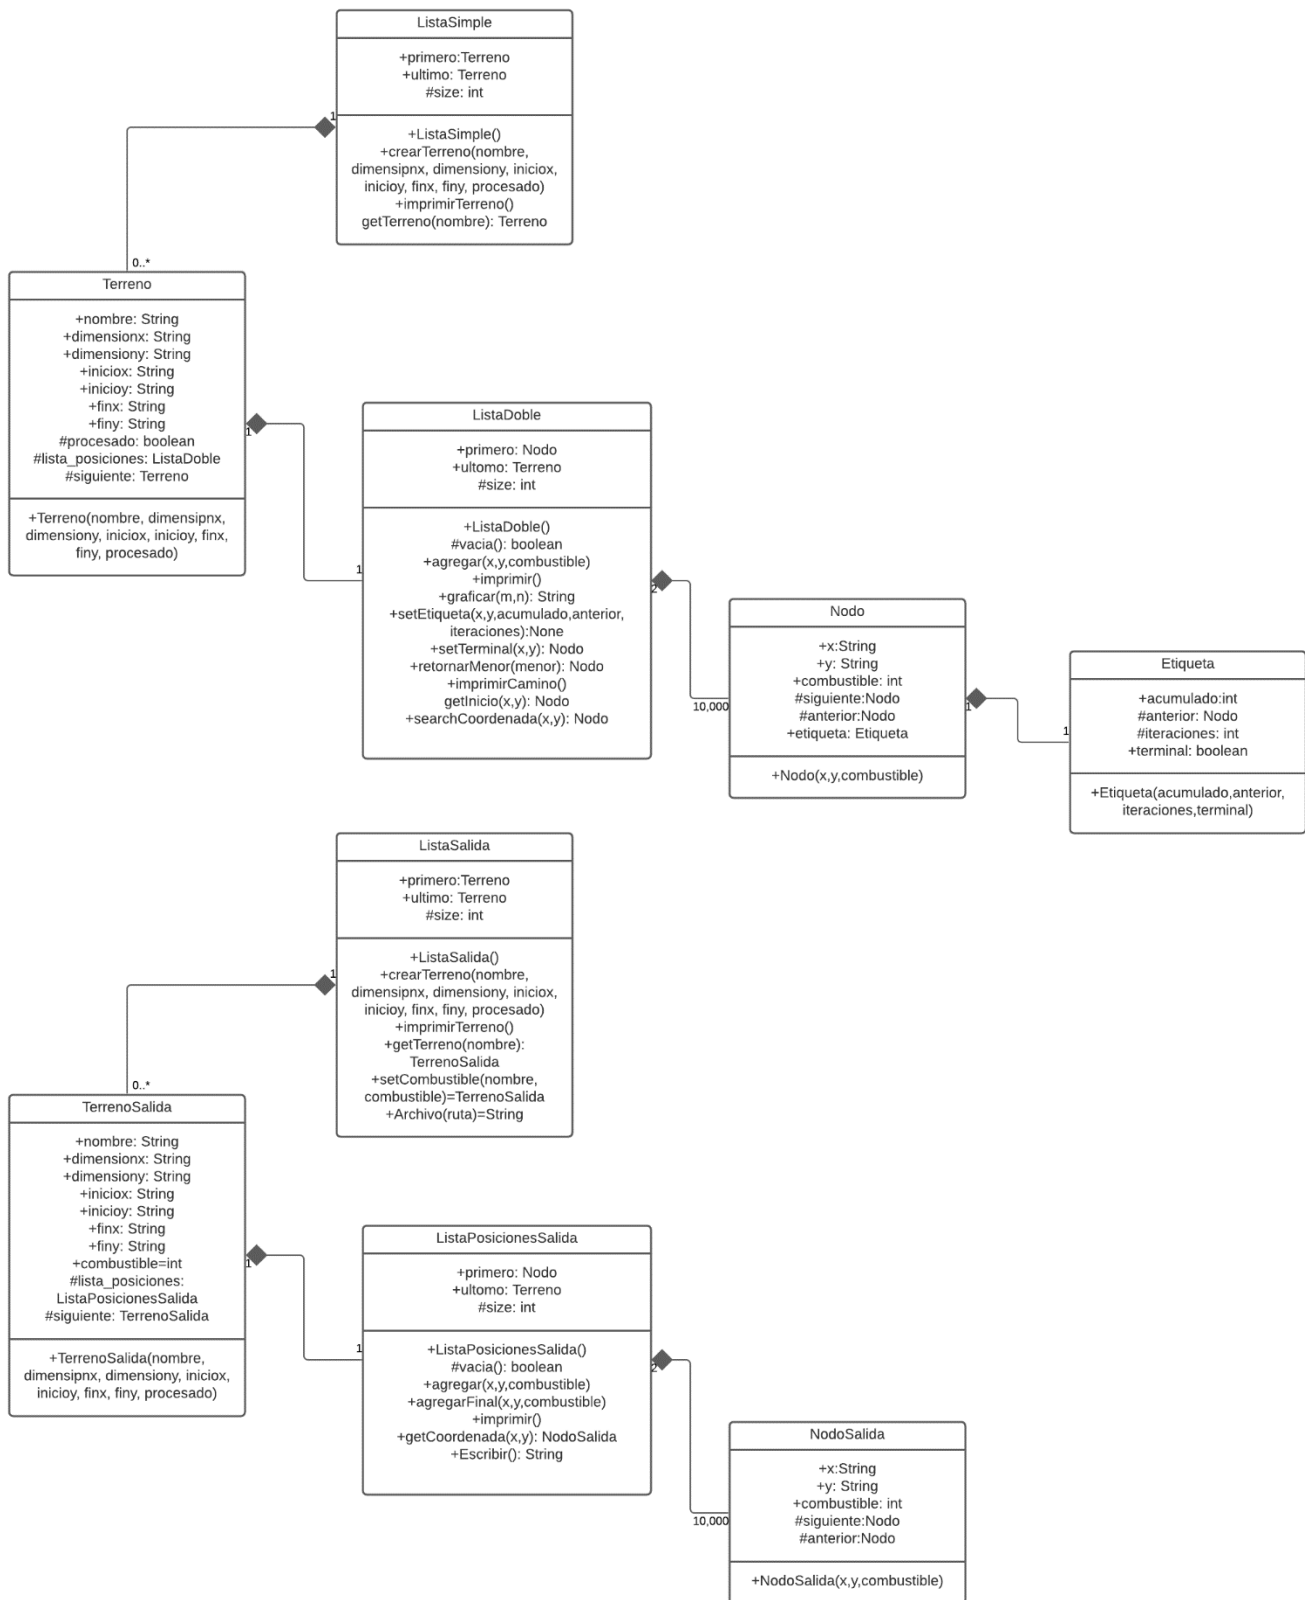 ListaSimple
+primero:Terreno
+ultimo: Terreno
#size: int
+ListaSimple()
+crearTerreno(nombre,
dimensipnx, dimensiony, iniciox,
inicioy, finx, finy, procesado)
+imprimirTerreno()
getTerreno(nombre): Terreno
1
0..*
Terreno
+nombre: String
+dimensionx: String
+dimensiony: String
+iniciox: String
+inicioy: String
+finx: String
+finy: String
#procesado: boolean
#lista_posiciones: ListaDoble
#siguiente: Terreno
+Terreno(nombre, dimensipnx,
dimensiony, iniciox, inicioy, finx,
finy, procesado)
1
1
ListaDoble
+primero: Nodo
+ultomo: Terreno
#size: int
+ListaDoble()
#vacia(): boolean
+agregar(x,y,combustible)
+imprimir()
+graficar(m,n): String
+setEtiqueta(x,y,acumulado,anterior,
iteraciones):None
+setTerminal(x,y): Nodo
+retornarMenor(menor): Nodo
+imprimirCamino()
getInicio(x,y): Nodo
+searchCoordenada(x,y): Nodo
2
10,000
Nodo
+x:String
+y: String
+combustible: int
#siguiente:Nodo
#anterior:Nodo
+etiqueta: Etiqueta
+Nodo(x,y,combustible)
1
1
Etiqueta
+acumulado:int
#anterior: Nodo
#iteraciones: int
+terminal: boolean
+Etiqueta(acumulado,anterior,
iteraciones,terminal)
ListaSalida
+primero:Terreno
+ultimo: Terreno
#size: int
+ListaSalida()
+crearTerreno(nombre,
dimensipnx, dimensiony, iniciox,
inicioy, finx, finy, procesado)
+imprimirTerreno()
+getTerreno(nombre):
TerrenoSalida
+setCombustible(nombre,
combustible)=TerrenoSalida
+Archivo(ruta)=String
1
0..*
TerrenoSalida
+nombre: String
+dimensionx: String
+dimensiony: String
+iniciox: String
+inicioy: String
+finx: String
+finy: String
+combustible=int
#lista_posiciones:
ListaPosicionesSalida
#siguiente: TerrenoSalida
+TerrenoSalida(nombre,
dimensipnx, dimensiony, iniciox,
inicioy, finx, finy, procesado)
1
1
ListaPosicionesSalida
+primero: Nodo
+ultomo: Terreno
#size: int
+ListaPosicionesSalida()
#vacia(): boolean
+agregar(x,y,combustible)
+agregarFinal(x,y,combustible)
+imprimir()
+getCoordenada(x,y): NodoSalida
+Escribir(): String
2
10,000
NodoSalida
+x:String
+y: String
+combustible: int
#siguiente:Nodo
#anterior:Nodo
+NodoSalida(x,y,combustible)